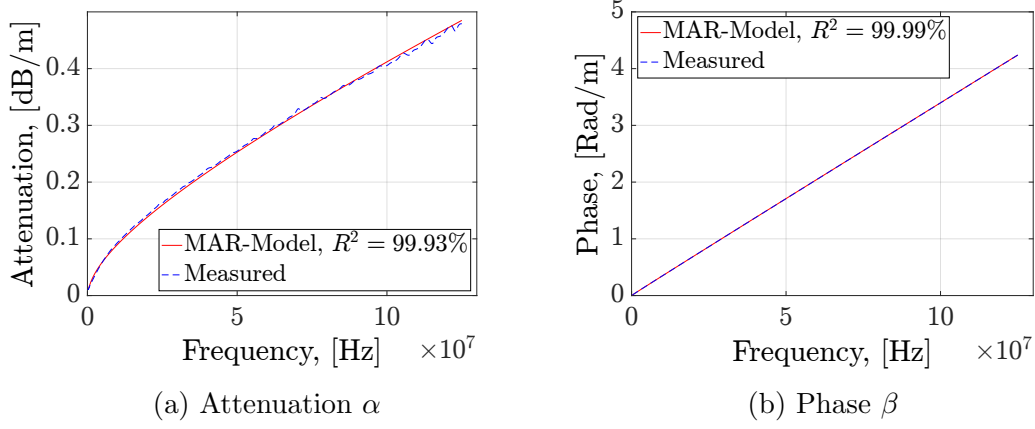 Attenuation, [dB/m]
0.4
0.3
0.2
0.1
0
MAR-Model, R² = 99.93%
Measured
0 5 10
Frequency, [Hz] ×10⁷
(a) Attenuation α
Phase, [Rad/m]
5
4
3
2
1
0
MAR-Model, R² = 99.99%
Measured
0 5 10
Frequency, [Hz] ×10⁷
(b) Phase β